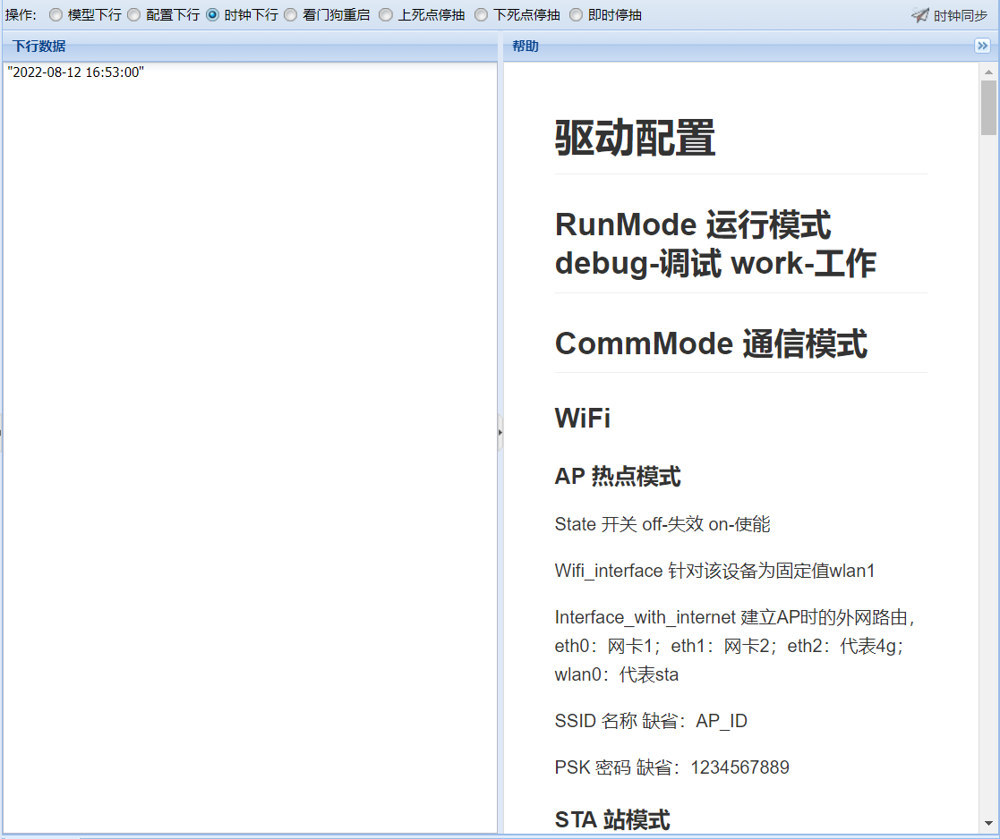 操作: 模型下行 配置下行 时钟下行 看门狗重启 上死点停抽 下死点停抽 即时停抽 时钟同步
下行数据
"2022-08-12 16:53:00"
帮助
驱动配置
RunMode 运行模式
debug-调试 work-工作
CommMode 通信模式
WiFi
AP 热点模式
State 开关 off-失效 on-使能
Wifi_interface 针对该设备为固定值wlan1
Interface_with_internet 建立AP时的外网路由，
eth0：网卡1；eth1：网卡2；eth2：代表4g；
wlan0：代表sta
SSID 名称 缺省：AP_ID
PSK 密码 缺省：1234567889
STA 站模式